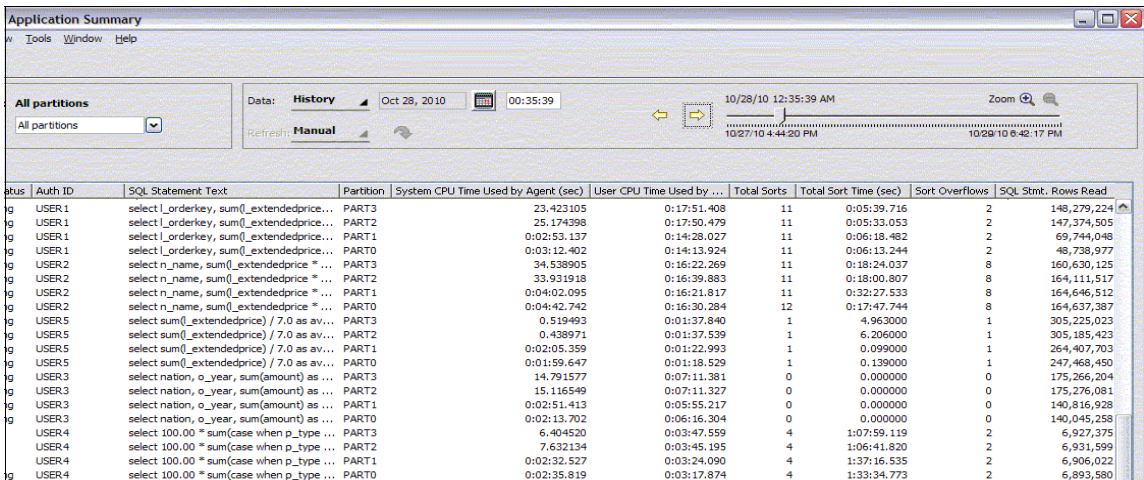 Application Summary
w Tools Window Help
All partitions
All partitions
Data: History Oct 28, 2010 00:35:39
Refresh: Manual
10/28/10 12:35:39 AM Zoom
10/27/10 4:44:20 PM 10/29/10 6:42:17 PM
atus Auth ID SQL Statement Text Partition System CPU Time Used by Agent (sec) User CPU Time Used by ... Total Sorts Total Sort Time (sec) Sort Overflows SQL Stmt. Rows Read
ng USER1 select l_orderkey, sum(l_extendedprice... PART3 23.423105 0:17:51.408 11 0:05:39.716 2 148,279,224
ng USER1 select l_orderkey, sum(l_extendedprice... PART2 25.174398 0:17:50.479 11 0:05:33.053 2 147,374,505
ng USER1 select l_orderkey, sum(l_extendedprice... PART1 0:02:53.137 0:14:28.027 11 0:06:18.482 2 69,744,048
ng USER1 select l_orderkey, sum(l_extendedprice... PART0 0:03:12.402 0:14:13.924 11 0:06:13.244 2 48,738,977
ng USER2 select n_name, sum(l_extendedprice * ... PART3 34.538905 0:16:22.269 11 0:18:24.037 8 160,630,125
ng USER2 select n_name, sum(l_extendedprice * ... PART2 33.931918 0:16:39.883 11 0:18:00.807 8 164,111,517
ng USER2 select n_name, sum(l_extendedprice * ... PART1 0:04:02.095 0:16:21.817 11 0:32:27.533 8 164,646,512
ng USER2 select n_name, sum(l_extendedprice * ... PART0 0:04:42.742 0:16:30.284 12 0:17:47.744 8 164,637,387
ng USER5 select sum(l_extendedprice) / 7.0 as av... PART3 0.519493 0:01:37.840 1 4.963000 1 305,225,023
ng USER5 select sum(l_extendedprice) / 7.0 as av... PART2 0.438971 0:01:37.539 1 6.206000 1 305,185,423
ng USER5 select sum(l_extendedprice) / 7.0 as av... PART1 0:02:05.359 0:01:22.993 1 0.099000 1 264,407,703
ng USER5 select sum(l_extendedprice) / 7.0 as av... PART0 0:01:59.647 0:01:18.529 1 0.139000 1 247,468,450
ng USER3 select nation, o_year, sum(amount) as ... PART3 14.791577 0:07:11.381 0 0.000000 0 175,266,204
ng USER3 select nation, o_year, sum(amount) as ... PART2 15.116549 0:07:11.327 0 0.000000 0 175,276,081
ng USER3 select nation, o_year, sum(amount) as ... PART1 0:02:51.413 0:05:55.217 0 0.000000 0 140,816,928
ng USER3 select nation, o_year, sum(amount) as ... PART0 0:02:13.702 0:06:16.304 0 0.000000 0 140,045,258
USER4 select 100.00 * sum(case when p_type ... PART3 6.404520 0:03:47.559 4 1:07:59.119 2 6,927,375
USER4 select 100.00 * sum(case when p_type ... PART2 7.632134 0:03:45.195 4 1:06:41.820 2 6,931,599
USER4 select 100.00 * sum(case when p_type ... PART1 0:02:32.527 0:03:24.090 4 1:37:16.535 2 6,906,022
ng USER4 select 100.00 * sum(case when p_type ... PART0 0:02:35.819 0:03:17.874 4 1:33:34.773 2 6,893,580